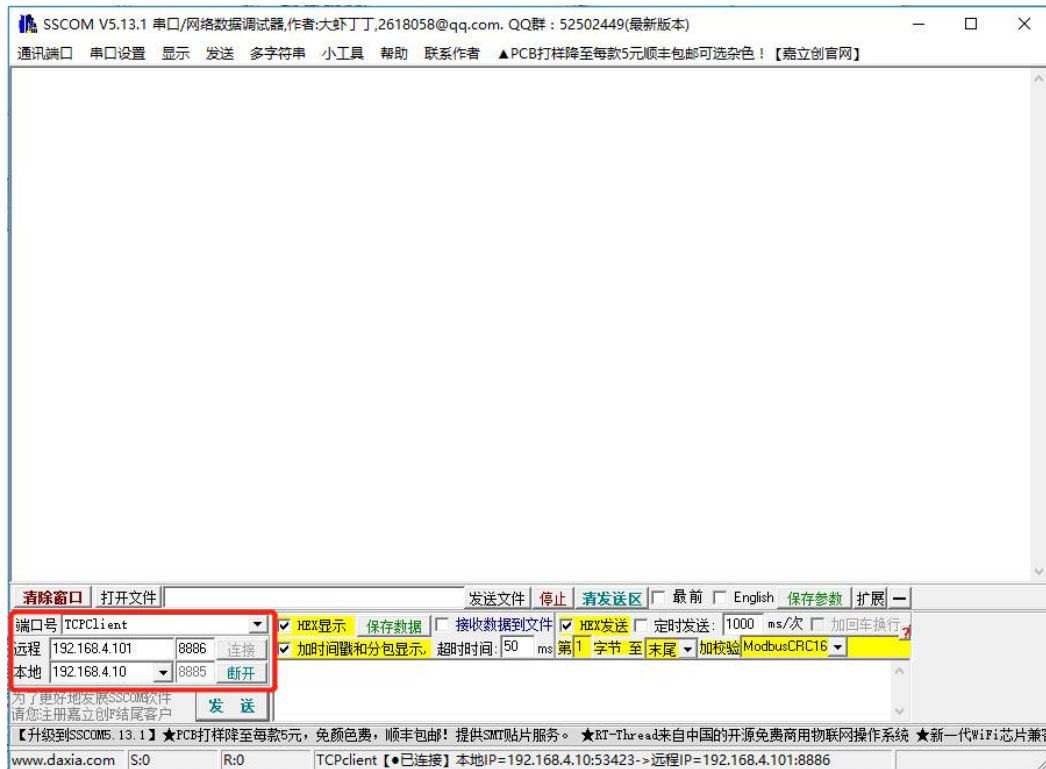 SSCOM V5.13.1 串口/网络数据调试器,作者:大虾丁丁,2618058@qq.com. QQ群：52502449(最新版本)
通讯端口 串口设置 显示 发送 多字符串 小工具 帮助 联系作者 ▲PCB打样降至每款5元顺丰包邮可选杂色！【嘉立创官网】
清除窗口 打开文件 发送文件 停止 清发送区 最前 English 保存参数 扩展 —
端口号 TCPClient HEX显示 保存数据 接收数据到文件 HEX发送 定时发送: 1000 ms/次 加回车换行 ?
远程 192.168.4.101 8886 连接 加时间戳和分包显示, 超时时间: 50 ms 第 1 字节 至 末尾 加校验 ModbusCRC16
本地 192.168.4.10 8885 断开
为了更好地发展SSCOM软件
请您注册嘉立创F结尾客户
发 送
【升级到SSCOM5.13.1】★PCB打样降至每款5元，免颜色费，顺丰包邮! 提供SMT贴片服务。 ★RT-Thread来自中国的开源免费商用物联网操作系统 ★新一代WiFi芯片兼容
www.daxia.com S:0 R:0 TCPclient【●已连接】本地IP=192.168.4.10:53423->远程IP=192.168.4.101:8886